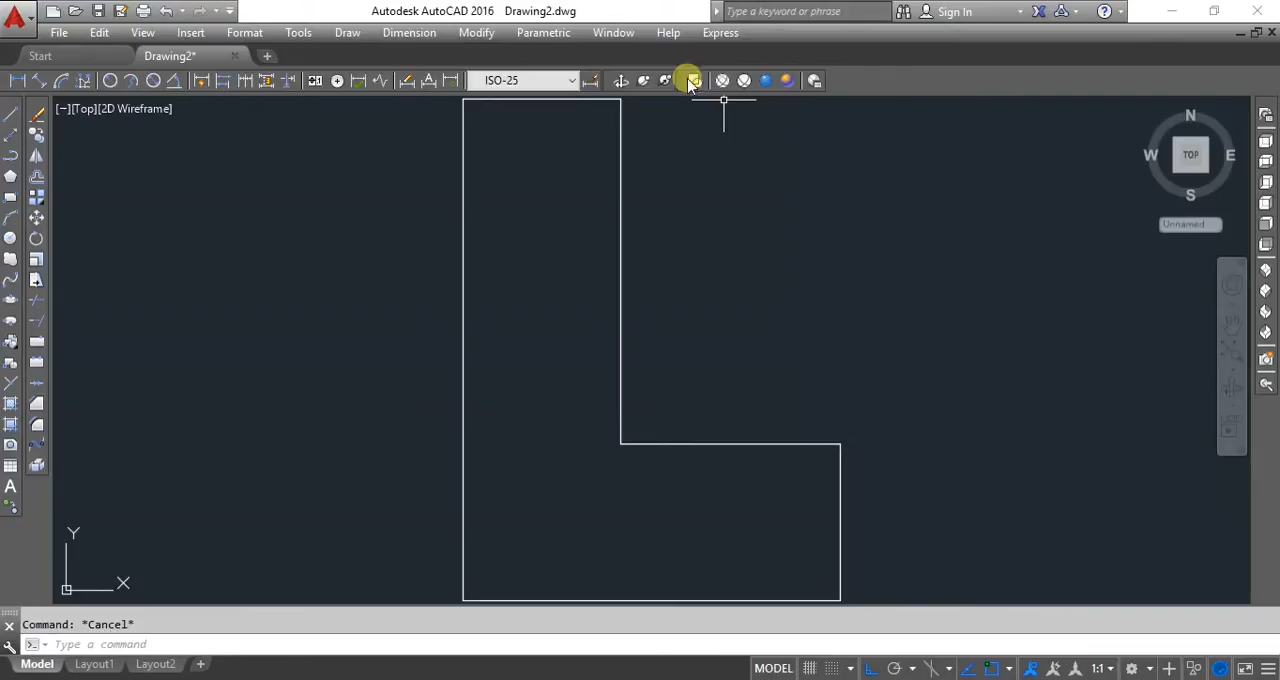 Autodesk AutoCAD 2016 Drawing2.dwg
Type a keyword or phrase
Sign In
File Edit View Insert Format Tools Draw Dimension Modify Parametric Window Help Express
Start Drawing2*
ISO-25
[−][Top][2D Wireframe]
N
W TOP E
S
Unnamed
Y
X
A
Command: *Cancel*
Type a command
Model Layout1 Layout2
MODEL 1:1